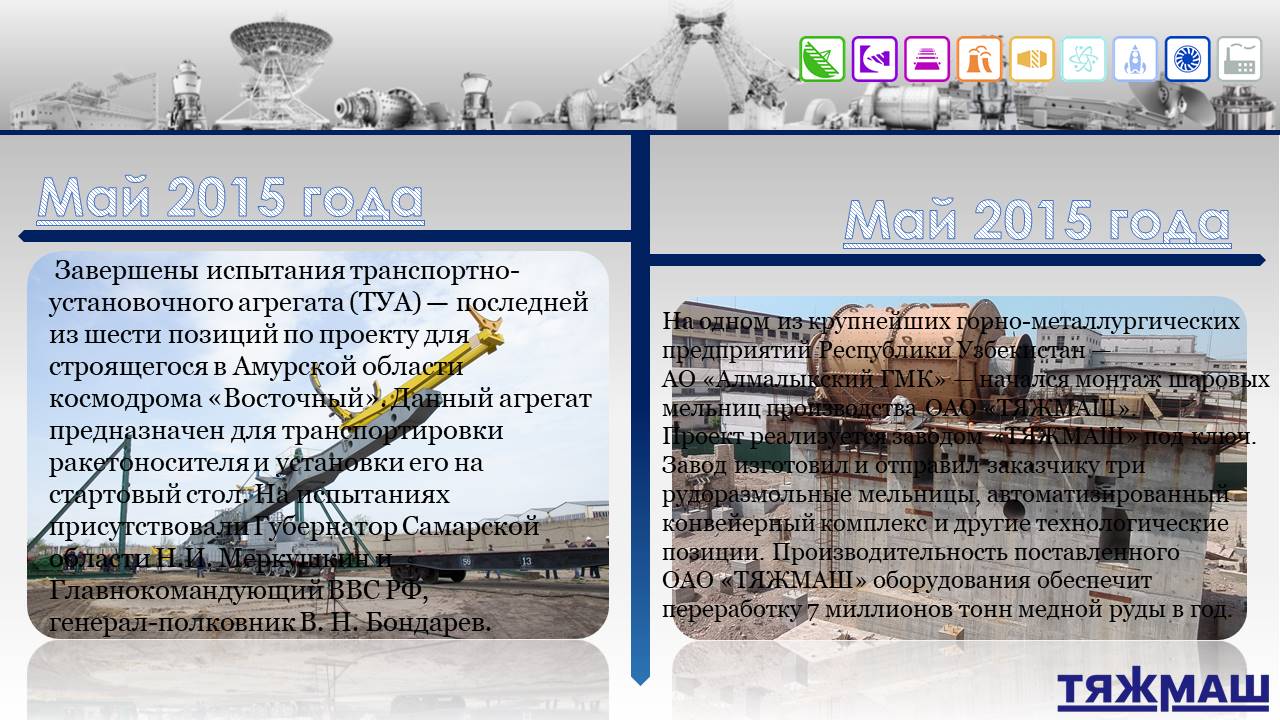 Май 2015 года
Завершены испытания транспортно-
установочного агрегата (ТУА) — последней
из шести позиций по проекту для
строящегося в Амурской области
космодрома «Восточный». Данный агрегат
предназначен для транспортировки
ракетоносителя и установки его на
стартовый стол. На испытаниях
присутствовали Губернатор Самарской
области Н.И. Меркушкин и
Главнокомандующий ВВС РФ,
генерал-полковник В. Н. Бондарев.
Май 2015 года
На одном из крупнейших горно-металлургических
предприятий Республики Узбекистан —
АО «Алмалыкский ГМК» — начался монтаж шаровых
мельниц производства ОАО «ТЯЖМАШ».
Проект реализуется заводом «ТЯЖМАШ» под ключ.
Завод изготовил и отправил заказчику три
рудоразмольные мельницы, автоматизированный
конвейерный комплекс и другие технологические
позиции. Производительность поставленного
ОАО «ТЯЖМАШ» оборудования обеспечит
переработку 7 миллионов тонн медной руды в год.
ТЯЖМАШ